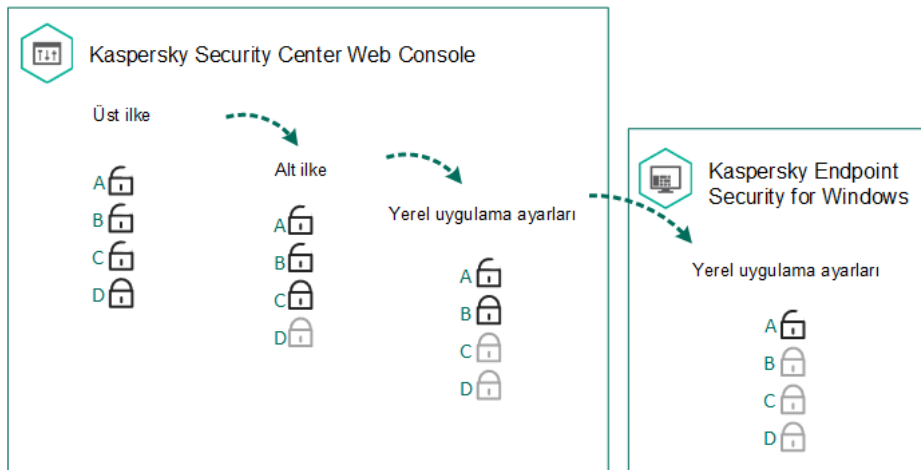 Kaspersky Security Center Web Console
Üst ilke
A
B
C
D
Alt ilke
A
B
C
D
Yerel uygulama ayarları
A
B
C
D
Kaspersky Endpoint
Security for Windows
Yerel uygulama ayarları
A
B
C
D